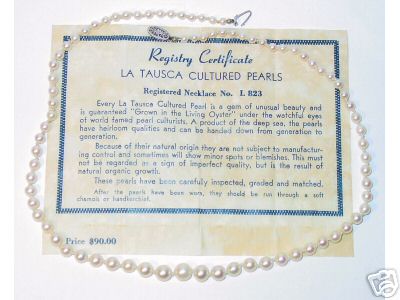 Registry Certificate
LA TAUSCA CULTURED PEARLS
Registered Necklace No. L 823
Every La Tausca Cultured Pearl is a gem of unusual beauty and
is guaranteed "Grown in the Living Oyster" under the watchful eyes
of world famed pearl culturists. A product of the deep sea, the pearls
have heirloom qualities and can be handed down from generation to
generation.
Because of their natural origin they are not subject to manufac-
turing control and sometimes will show minor spots or blemishes. This must
not be regarded as a sign of imperfect quality, but is the result of
natural organic growth.
These pearls have been carefully inspected, graded and matched.
After the pearls have been worn, they should be run through a soft
chamois or handkerchief.
Price $90.00
ebY